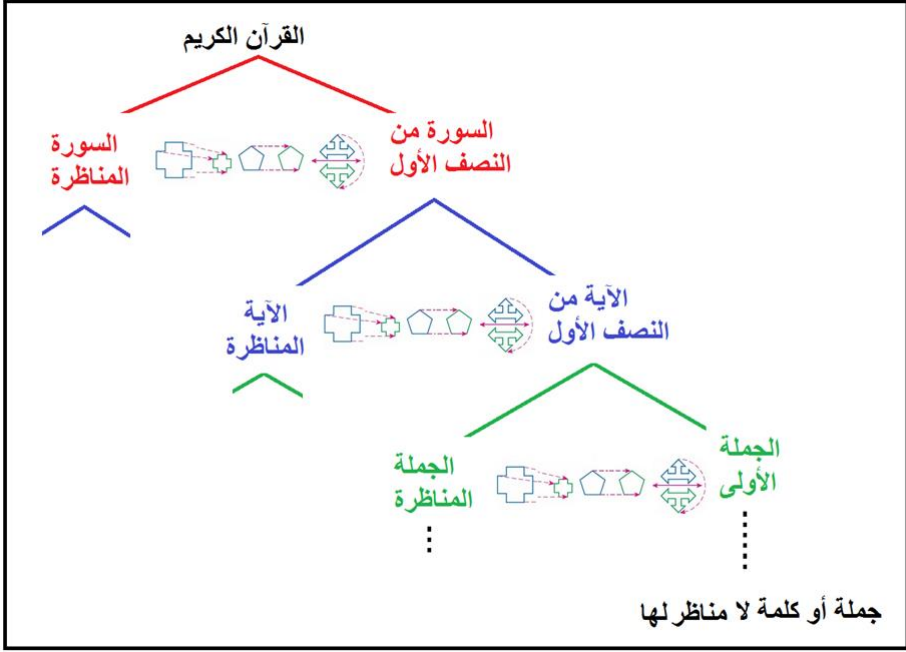 القرآن الكريم
السورة من
النصف الأول
السورة
المناظرة
الآية من
النصف الأول
الآية
المناظرة
الجملة
الأولى
الجملة
المناظرة
جملة أو كلمة لا مناظر لها